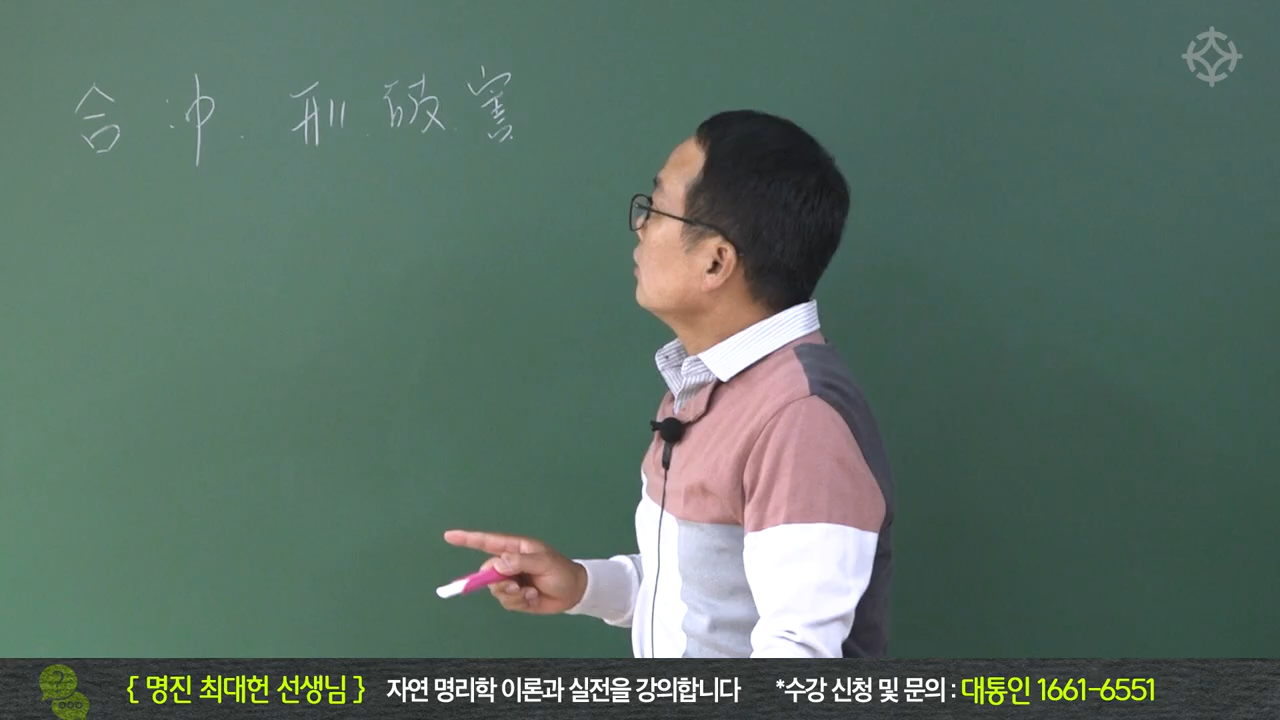 合 沖 刑 破 害
{ 명진 최대헌 선생님 } 자연 명리학 이론과 실전을 강의합니다 *수강 신청 및 문의 : 대통인 1661-6551